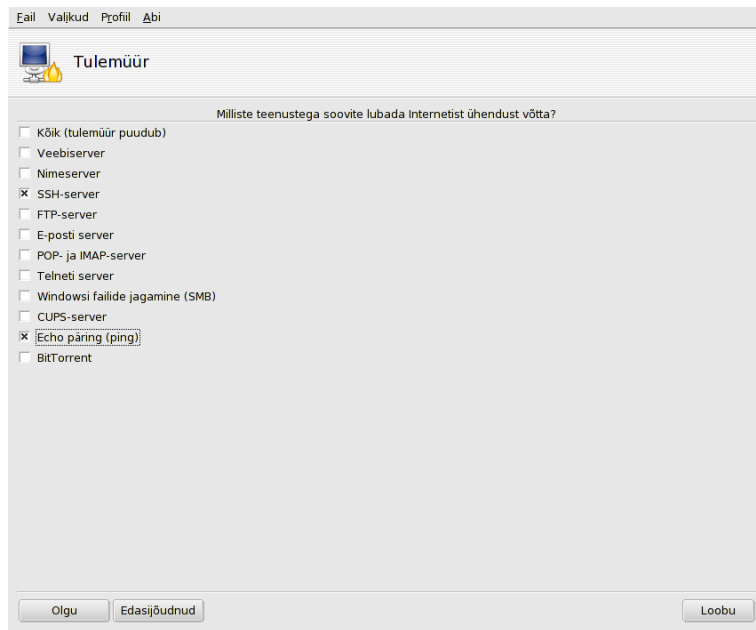 Fail Valikud Profiil Abi
Tulemüür
Milliste teenustega soovite lubada Internetist ühendust võtta?
Kõik (tulemüür puudub)
Veebiserver
Nimeserver
SSH-server
FTP-server
E-posti server
POP- ja IMAP-server
Telneti server
Windowsi failide jagamine (SMB)
CUPS-server
Echo päring (ping)
BitTorrent
Olgu Edasijõudnud Loobu